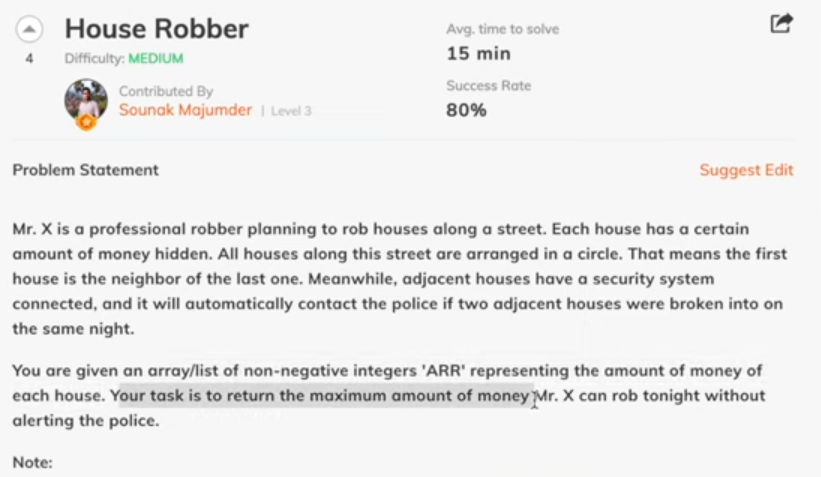 House Robber
4
Difficulty: MEDIUM
Contributed By
Sounak Majumder | Level 3
Avg. time to solve
15 min
Success Rate
80%
Problem Statement
Suggest Edit
Mr. X is a professional robber planning to rob houses along a street. Each house has a certain
amount of money hidden. All houses along this street are arranged in a circle. That means the first
house is the neighbor of the last one. Meanwhile, adjacent houses have a security system
connected, and it will automatically contact the police if two adjacent houses were broken into on
the same night.
You are given an array/list of non-negative integers 'ARR' representing the amount of money of
each house. Your task is to return the maximum amount of money Mr. X can rob tonight without
alerting the police.
Note: